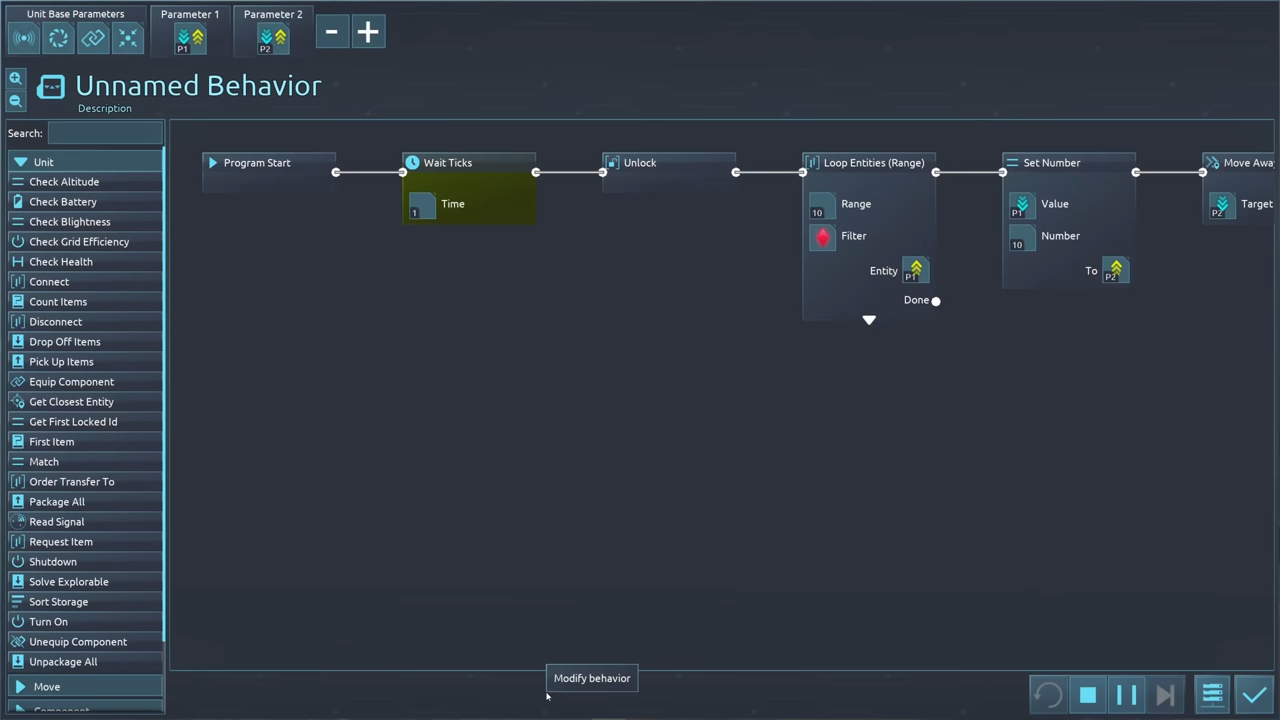 Unit Base Parameters
Parameter 1
Parameter 2
P1
P2
- +
Unnamed Behavior
Description
Search:
Unit
Check Altitude
Check Battery
Check Blightness
Check Grid Efficiency
Check Health
Connect
Count Items
Disconnect
Drop Off Items
Pick Up Items
Equip Component
Get Closest Entity
Get First Locked Id
First Item
Match
Order Transfer To
Package All
Read Signal
Request Item
Shutdown
Solve Explorable
Sort Storage
Turn On
Unequip Component
Unpackage All
Move
Component
Program Start
Wait Ticks
1 Time
Unlock
Loop Entities (Range)
10 Range
Filter
Entity P1
Done
Set Number
P1 Value
10 Number
To P2
Move Awa
P2 Target
Modify behavior